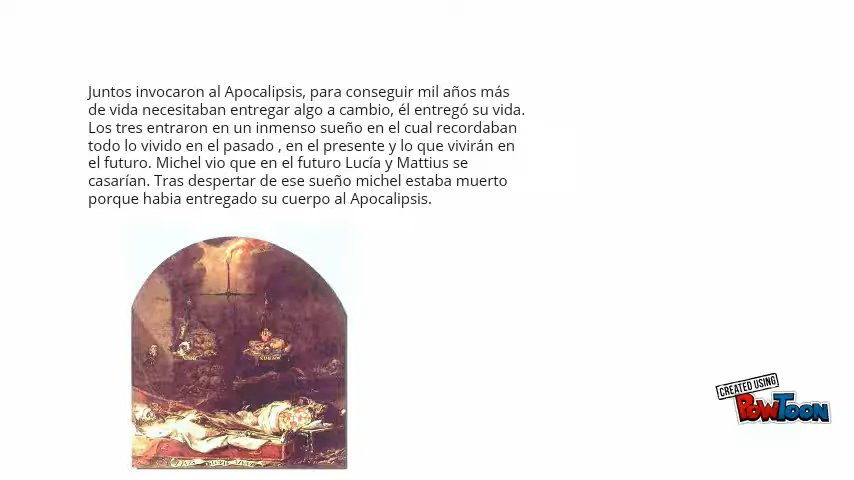 Juntos invocaron al Apocalipsis, para conseguir mil años más
de vida necesitaban entregar algo a cambio, él entregó su vida.
Los tres entraron en un inmenso sueño en el cual recordaban
todo lo vivido en el pasado , en el presente y lo que vivirán en
el futuro. Michel vio que en el futuro Lucía y Mattius se
casarían. Tras despertar de ese sueño michel estaba muerto
porque habia entregado su cuerpo al Apocalipsis.
CREATED USING
POWTOON